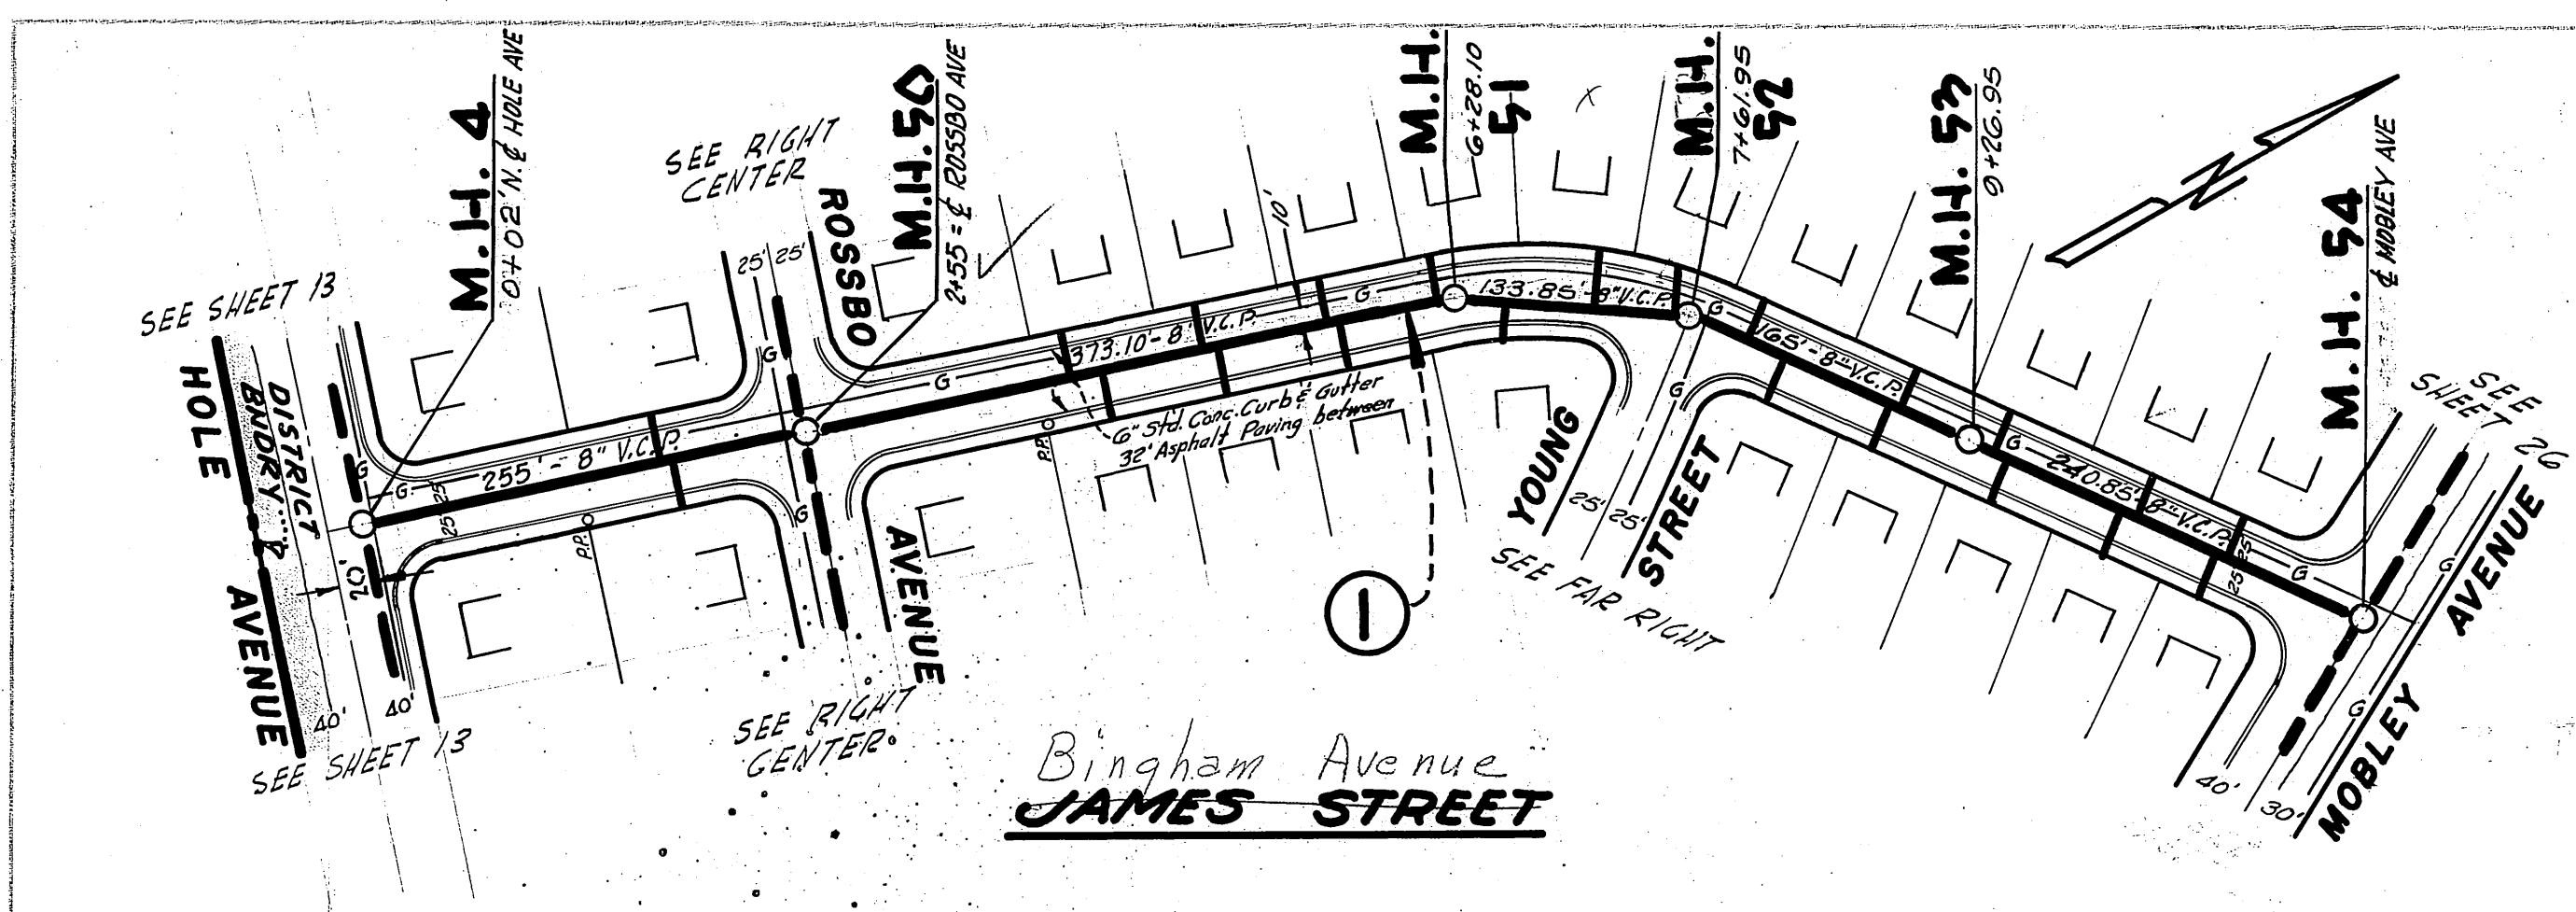 M.H. 4
0+02' N. ₵ HOLE AVE
SEE RIGHT
CENTER
ROSSBO
M.H. 50
2+55 = ₵ ROSSBO AVE
M.H.
6+28.10
51
M.H.
7+61.95
52
M.H. 53
9+26.95
M.H. 54
₵ MOBLEY AVE
SEE SHEET 13
HOLE
AVENUE
DISTRICT
BNDRY.
25' 25'
10'
G
G
G
G
G
G
G
G
G
G
G
G
255' - 8" V.C.P.
373.10' - 8" V.C.P.
133.85' - 8" V.C.P.
165' - 8" V.C.P.
240.85' - 8" V.C.P.
25' 25'
P.P.
P.P.
6" Std. Conc. Curb & Gutter
32' Asphalt Paving between
20'
40' 40'
SEE SHEET 13
AVENUE
SEE RIGHT
CENTER
1
YOUNG
STREET
25' 25'
SEE FAR RIGHT
25' 25'
SEE
SHEET 26
MOBLEY AVENUE
40' 30'
Bingham Avenue
JAMES STREET